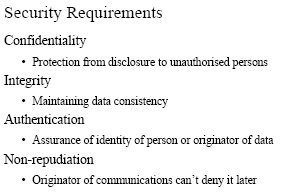 Security Requirements
Confidentiality
• Protection from disclosure to unauthorised persons
Integrity
• Maintaining data consistency
Authentication
• Assurance of identity of person or originator of data
Non-repudiation
• Originator of communications can't deny it later